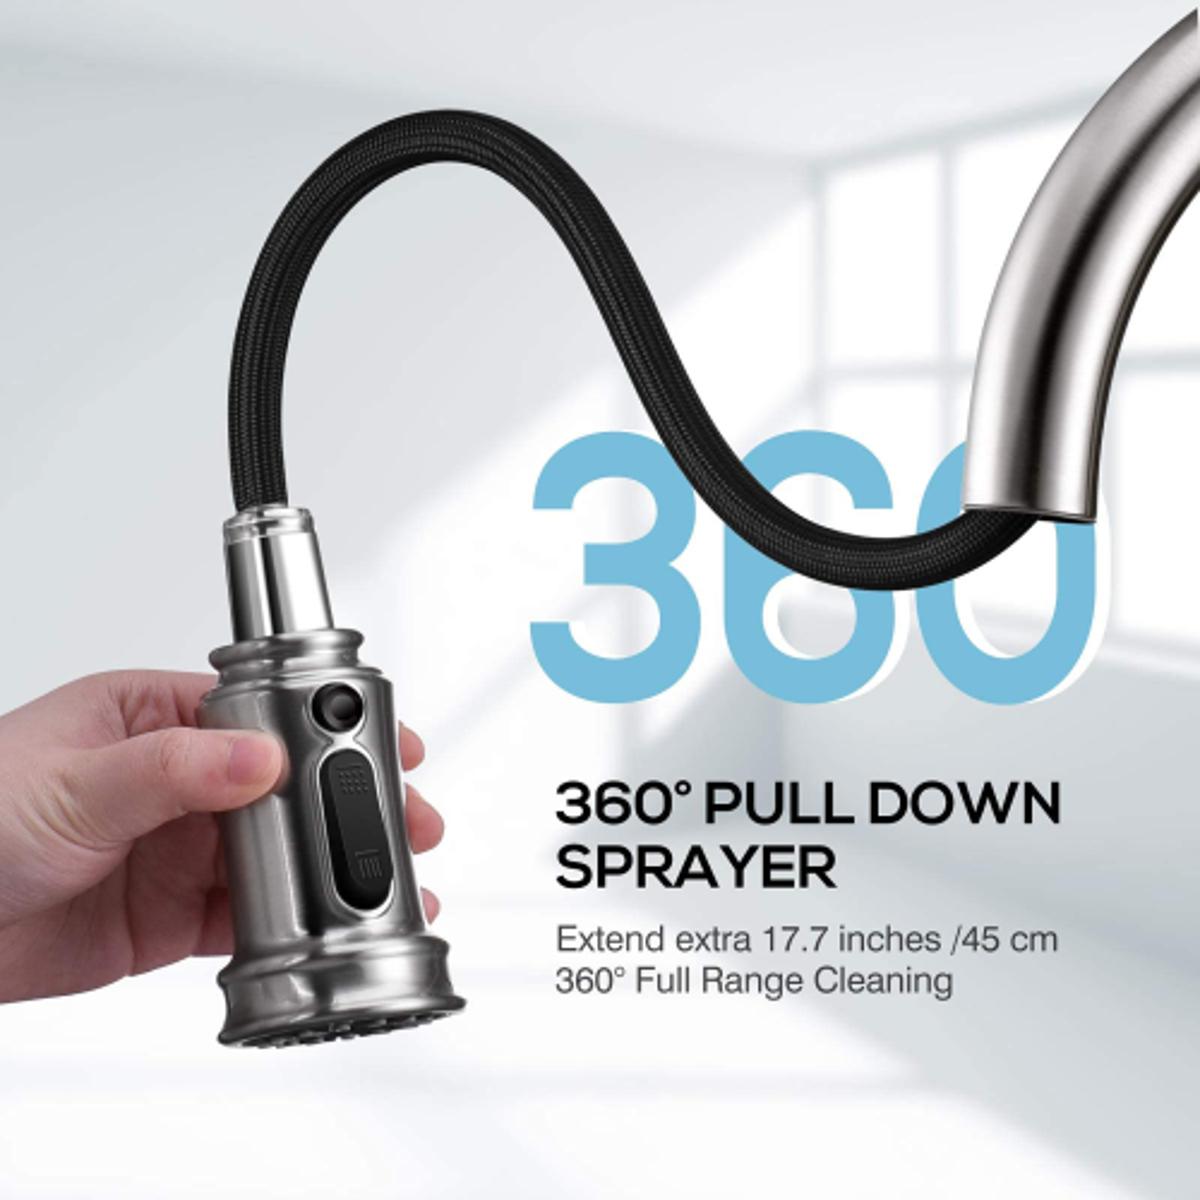 360
360° PULL DOWN
SPRAYER
Extend extra 17.7 inches /45 cm
360° Full Range Cleaning